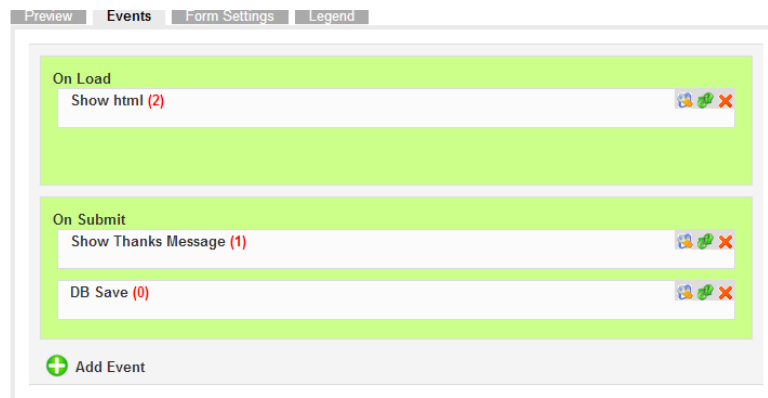 Preview Events Form Settings Legend
On Load
Show html (2)
On Submit
Show Thanks Message (1)
DB Save (0)
Add Event